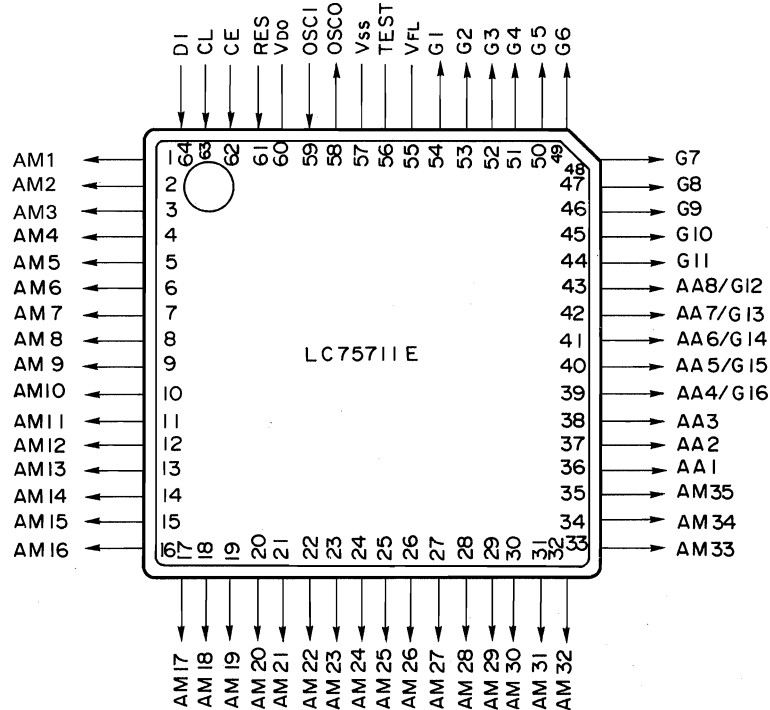 DI CL CE RES VDD OSCI OSCO VSS TEST VFL G1 G2 G3 G4 G5 G6
64 63 62 61 60 59 58 57 56 55 54 53 52 51 50 49
AM1 1 48 G7
AM2 2 47 G8
AM3 3 46 G9
AM4 4 45 G10
AM5 5 44 G11
AM6 6 43 AA8/G12
AM7 7 42 AA7/G13
AM8 8 41 AA6/G14
LC75711E
AM9 9 40 AA5/G15
AM10 10 39 AA4/G16
AM11 11 38 AA3
AM12 12 37 AA2
AM13 13 36 AA1
AM14 14 35 AM35
AM15 15 34 AM34
AM16 16 33 AM33
17 18 19 20 21 22 23 24 25 26 27 28 29 30 31 32
AM17 AM18 AM19 AM20 AM21 AM22 AM23 AM24 AM25 AM26 AM27 AM28 AM29 AM30 AM31 AM32